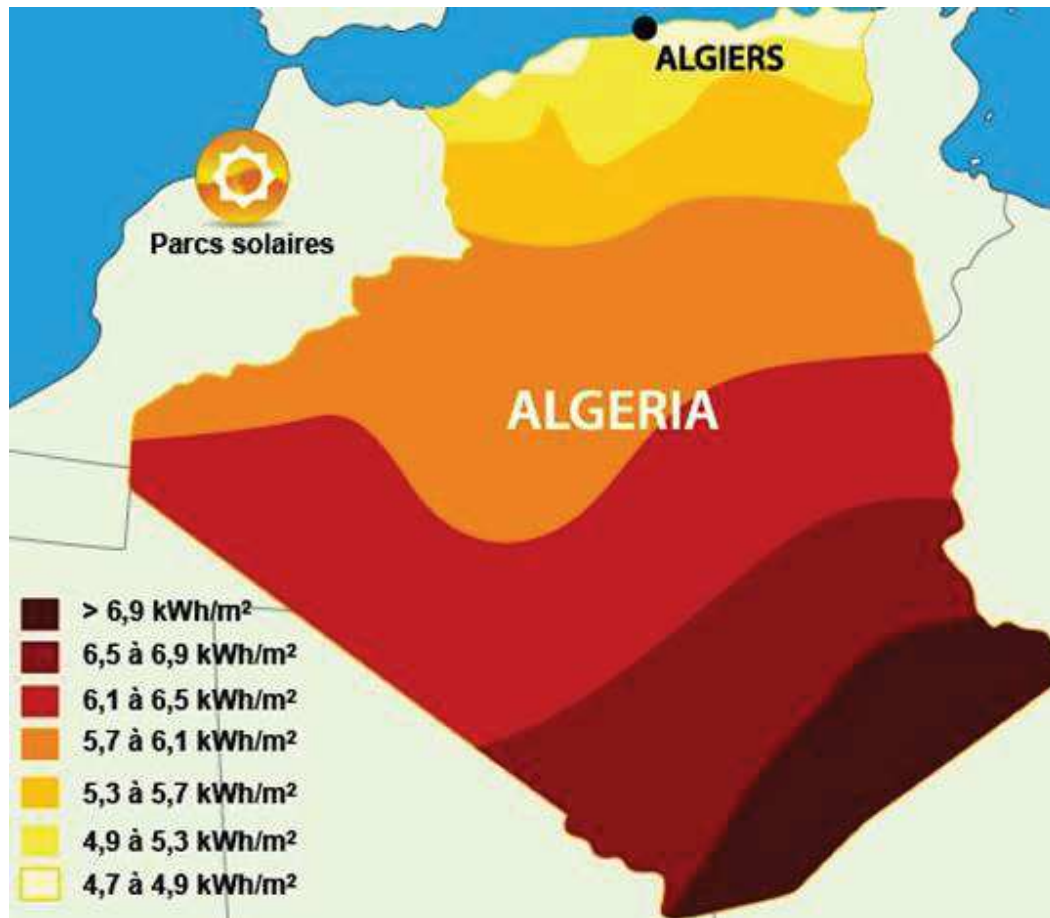 ALGIERS
Parcs solaires
ALGERIA
> 6,9 kWh/m²
6,5 à 6,9 kWh/m²
6,1 à 6,5 kWh/m²
5,7 à 6,1 kWh/m²
5,3 à 5,7 kWh/m²
4,9 à 5,3 kWh/m²
4,7 à 4,9 kWh/m²